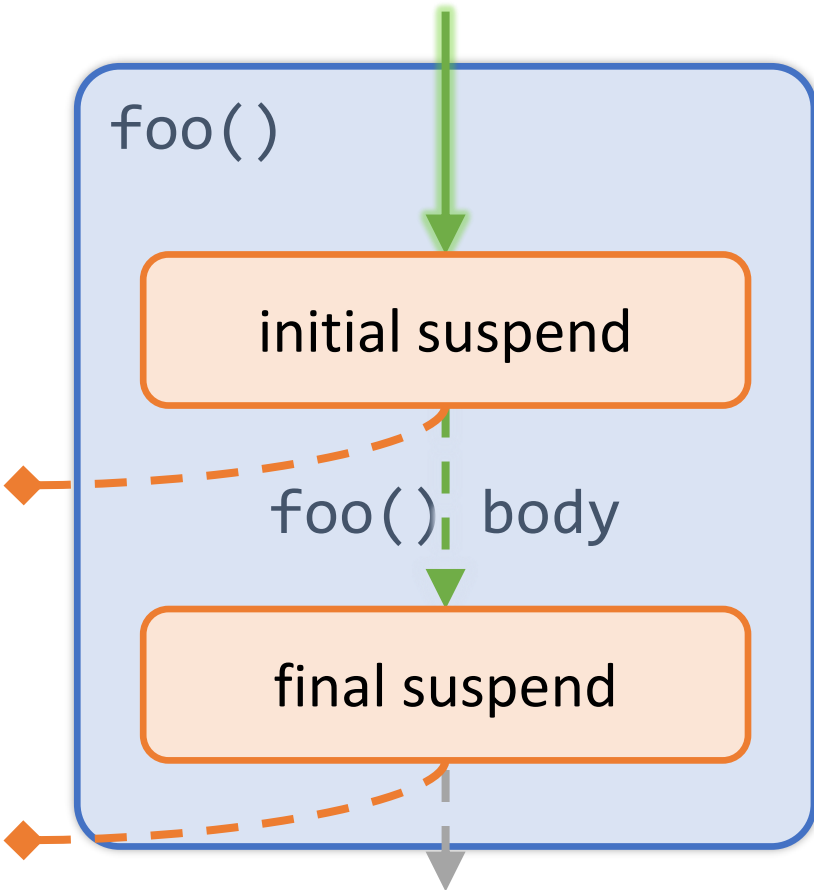 foo()
initial suspend
foo() body
final suspend